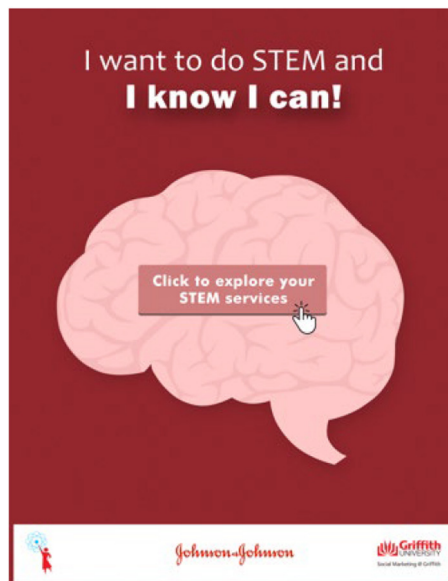 I want to do STEM and
I know I can!
Click to explore your
STEM services
Johnson & Johnson
Griffith
UNIVERSITY
Social Marketing @ Griffith